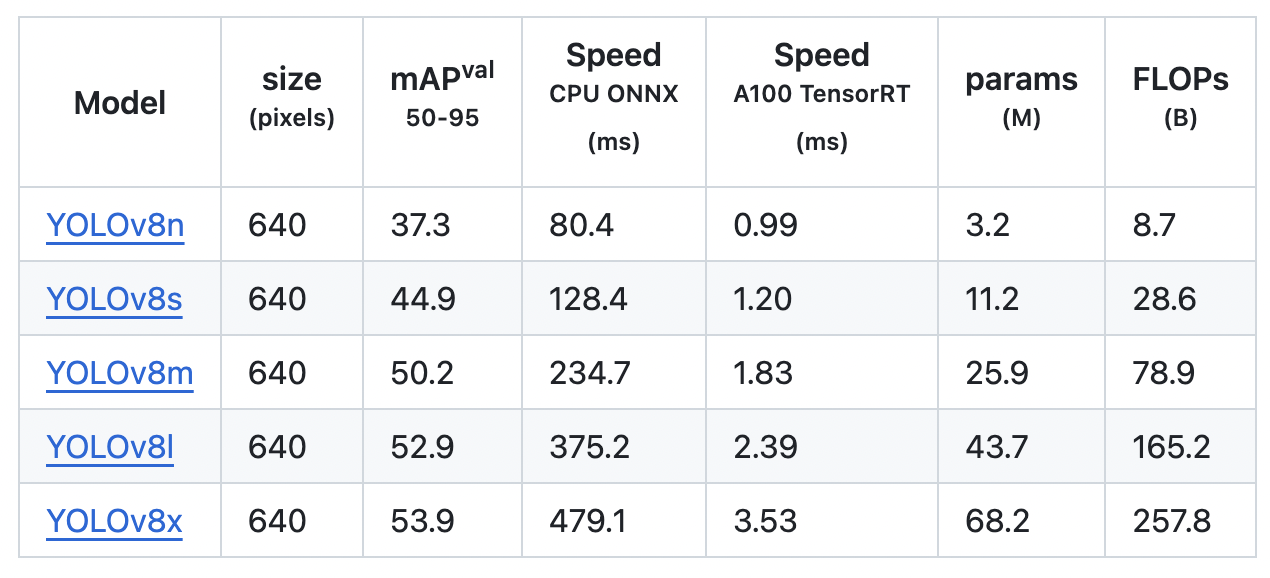 Model size (pixels) mAPval 50-95 Speed CPU ONNX (ms) Speed A100 TensorRT (ms) params (M) FLOPs (B)
YOLOv8n 640 37.3 80.4 0.99 3.2 8.7
YOLOv8s 640 44.9 128.4 1.20 11.2 28.6
YOLOv8m 640 50.2 234.7 1.83 25.9 78.9
YOLOv8l 640 52.9 375.2 2.39 43.7 165.2
YOLOv8x 640 53.9 479.1 3.53 68.2 257.8